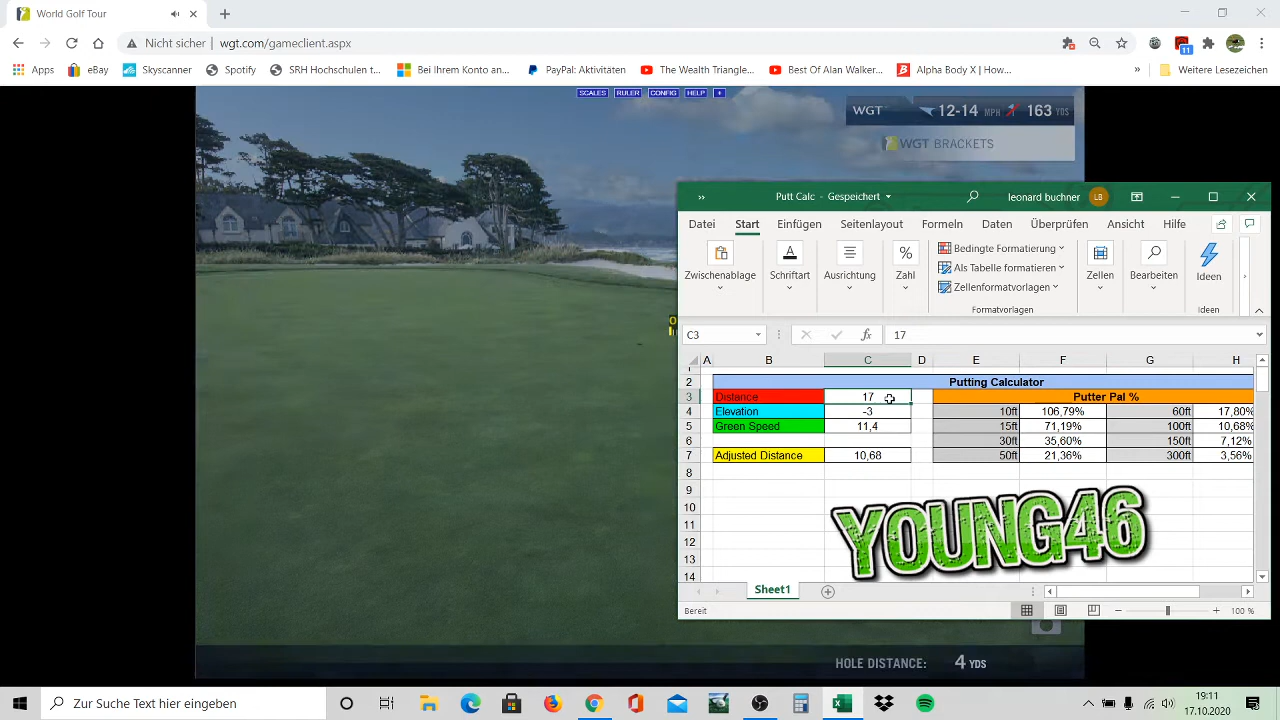 World Golf Tour
Nicht sicher | wgt.com/gameclient.aspx
11
Apps eBay Skyscanner Spotify SRH Hochschulen t... Bei Ihrem Konto an... PayPal: Aktivitäten The Wealth Triangle... Best Of Alan Walker... Alpha Body X | How... » Weitere Lesezeichen
SCALES RULER CONFIG HELP +
WGT 12-14 MPH 163 YDS
WGT BRACKETS
Putt Calc - Gespeichert leonard buchner LB
Datei Start Einfügen Seitenlayout Formeln Daten Überprüfen Ansicht Hilfe
Zwischenablage Schriftart Ausrichtung Zahl Bedingte Formatierung Als Tabelle formatieren Zellenformatvorlagen Zellen Bearbeiten Ideen
Formatvorlagen Ideen
C3 fx 17
A B C D E F G H
1
2 Putting Calculator
3 Distance 17 Putter Pal %
4 Elevation -3 10ft 106,79% 60ft 17,80%
5 Green Speed 11,4 15ft 71,19% 100ft 10,68%
6 30ft 35,60% 150ft 7,12%
7 Adjusted Distance 10,68 50ft 21,36% 300ft 3,56%
8
9
10
11
12
13
14
YOUNG46
Sheet1
Bereit 100 %
HOLE DISTANCE: 4 YDS
Zur Suche Text hier eingeben
19:11
17.10.2020